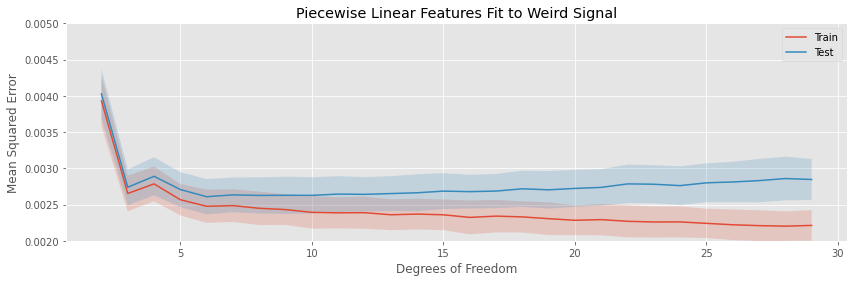 Piecewise Linear Features Fit to Weird Signal
Train
Test
Mean Squared Error
0.0050
0.0045
0.0040
0.0035
0.0030
0.0025
0.0020
5
10
15
20
25
30
Degrees of Freedom